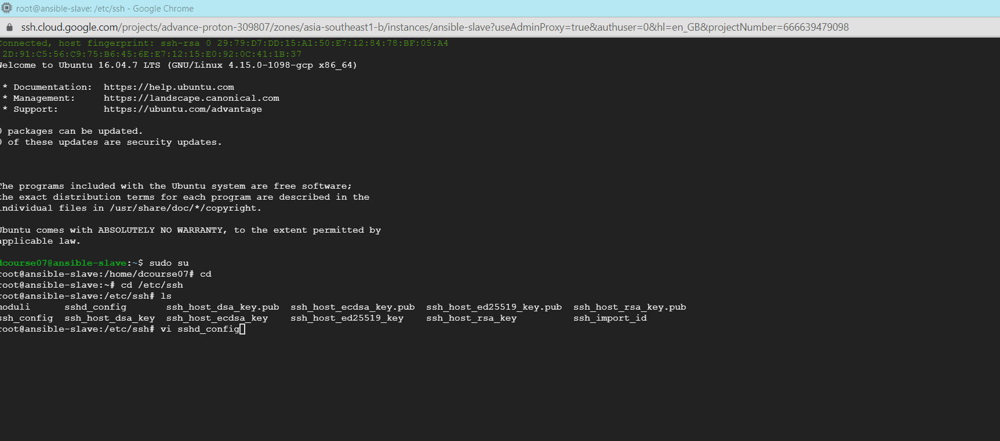 root@ansible-slave: /etc/ssh - Google Chrome
ssh.cloud.google.com/projects/advance-proton-309807/zones/asia-southeast1-b/instances/ansible-slave?useAdminProxy=true&authuser=0&hl=en_GB&projectNumber=666639479098
Connected, host fingerprint: ssh-rsa 0 29:79:D7:DD:15:A1:50:E7:12:84:78:BF:05:A4
:2D:91:C5:56:C9:75:B6:45:6E:E7:12:15:E0:92:0C:41:1B:37
Welcome to Ubuntu 16.04.7 LTS (GNU/Linux 4.15.0-1098-gcp x86_64)
* Documentation:  https://help.ubuntu.com
* Management:     https://landscape.canonical.com
* Support:        https://ubuntu.com/advantage
0 packages can be updated.
0 of these updates are security updates.
The programs included with the Ubuntu system are free software;
the exact distribution terms for each program are described in the
individual files in /usr/share/doc/*/copyright.
Ubuntu comes with ABSOLUTELY NO WARRANTY, to the extent permitted by
applicable law.
dcourse07@ansible-slave:~$ sudo su
root@ansible-slave:/home/dcourse07# cd
root@ansible-slave:~# cd /etc/ssh
root@ansible-slave:/etc/ssh# ls
moduli      sshd_config       ssh_host_dsa_key.pub  ssh_host_ecdsa_key.pub  ssh_host_ed25519_key.pub  ssh_host_rsa_key.pub
ssh_config  ssh_host_dsa_key  ssh_host_ecdsa_key    ssh_host_ed25519_key    ssh_host_rsa_key          ssh_import_id
root@ansible-slave:/etc/ssh# vi sshd_config